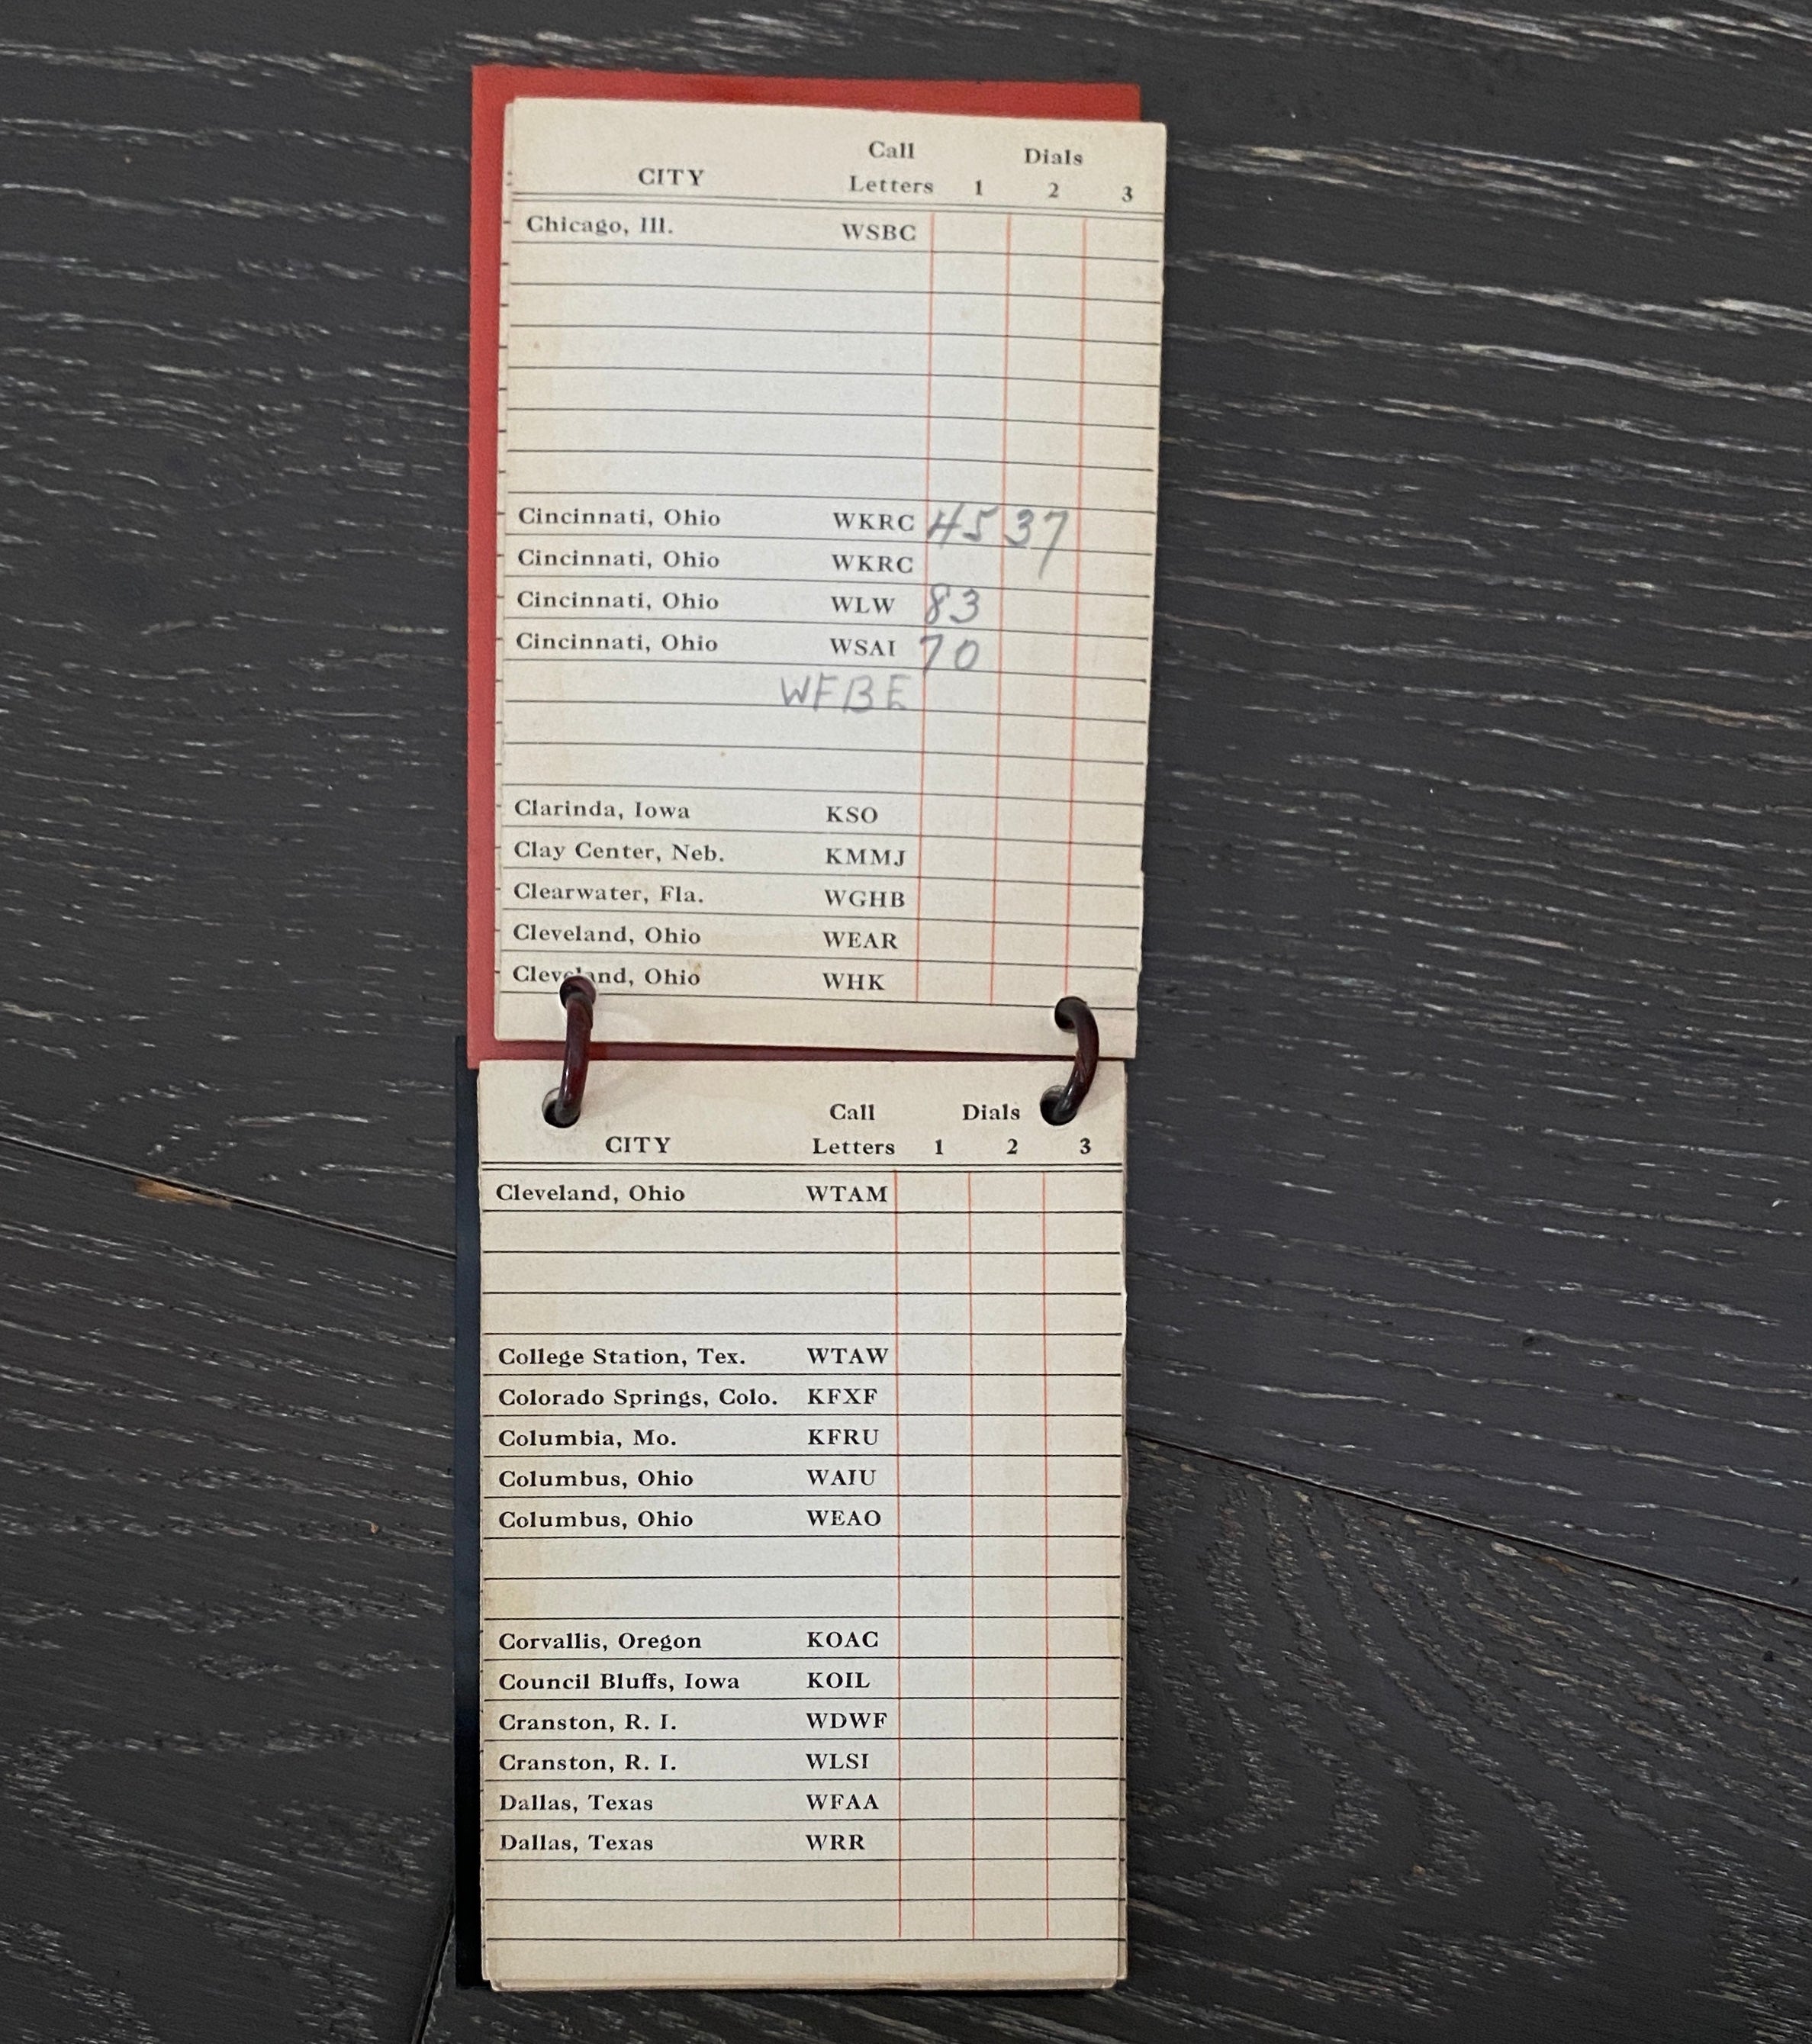 Call Dials
CITY Letters 1 2 3
Chicago, Ill. WSBC
Cincinnati, Ohio WKRC 45 37
Cincinnati, Ohio WKRC
Cincinnati, Ohio WLW 83
Cincinnati, Ohio WSAI 70
WFBE
Clarinda, Iowa KSO
Clay Center, Neb. KMMJ
Clearwater, Fla. WGHB
Cleveland, Ohio WEAR
Cleveland, Ohio WHK
Call Dials
CITY Letters 1 2 3
Cleveland, Ohio WTAM
College Station, Tex. WTAW
Colorado Springs, Colo. KFXF
Columbia, Mo. KFRU
Columbus, Ohio WAIU
Columbus, Ohio WEAO
Corvallis, Oregon KOAC
Council Bluffs, Iowa KOIL
Cranston, R. I. WDWF
Cranston, R. I. WLSI
Dallas, Texas WFAA
Dallas, Texas WRR